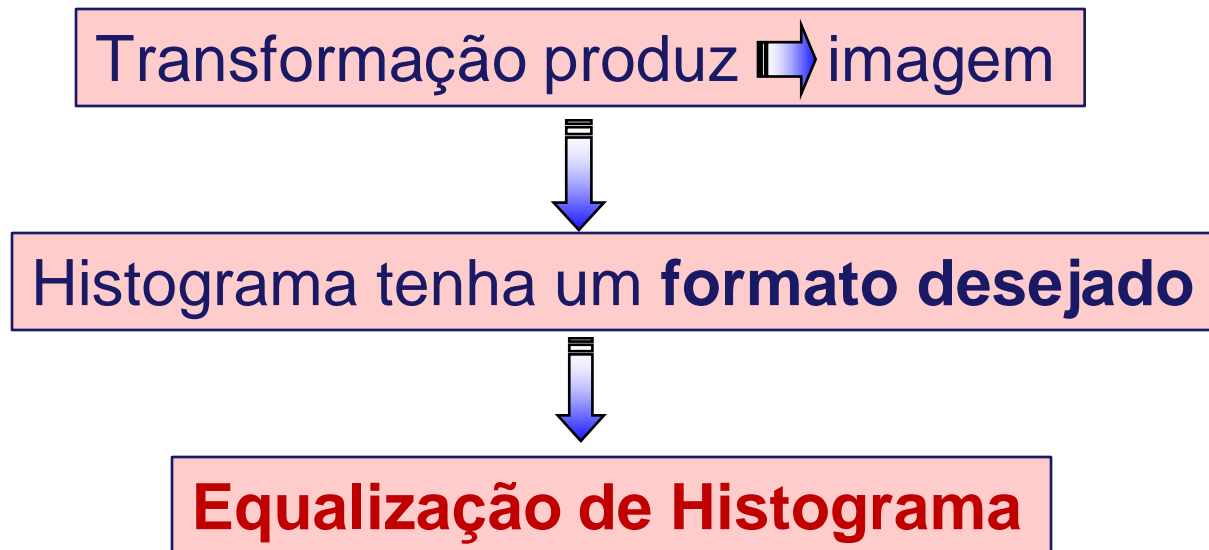 Transformação produz imagem
Histograma tenha um formato desejado
Equalização de Histograma